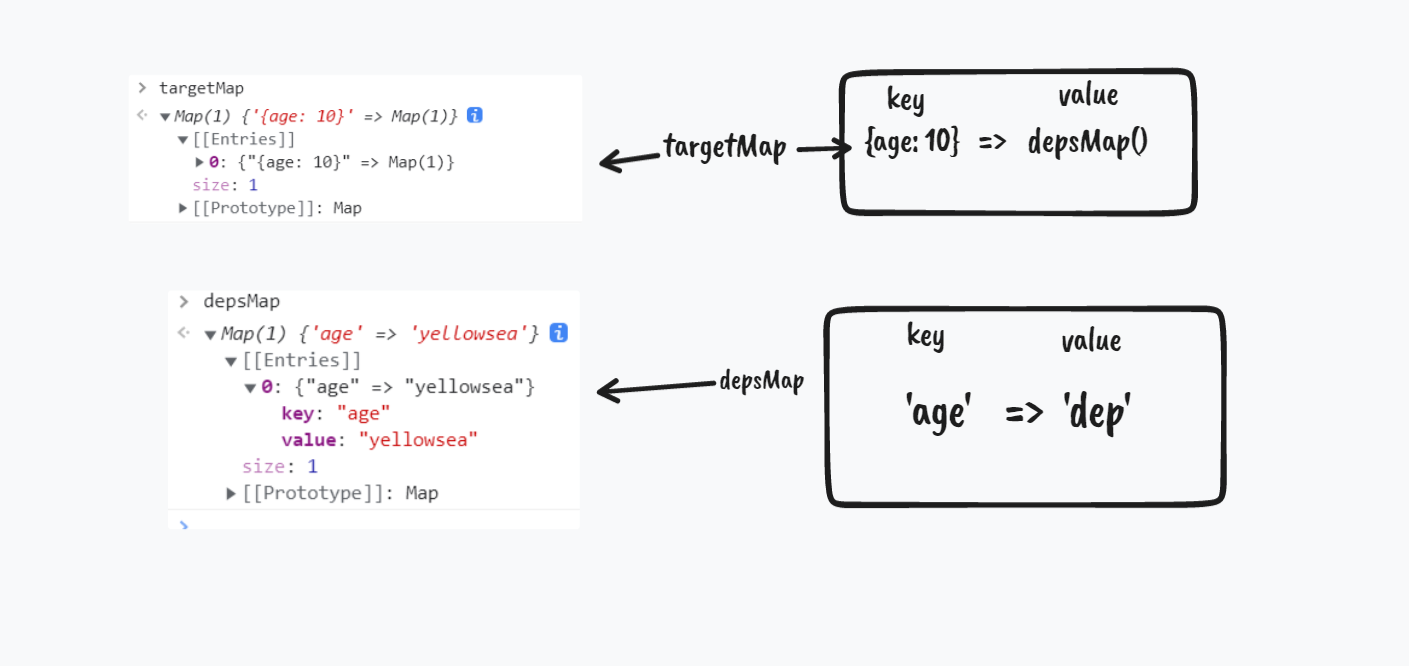 targetMap
Map(1) {'{age: 10}' => Map(1)} i
[[Entries]]
0: {"{age: 10}" => Map(1)}
size: 1
[[Prototype]]: Map
targetMap
key value
{age: 10} => depsMap()
depsMap
Map(1) {'age' => 'yellowsea'} i
[[Entries]]
0: {"age" => "yellowsea"}
key: "age"
value: "yellowsea"
size: 1
[[Prototype]]: Map
depsMap
key value
'age' => 'dep'